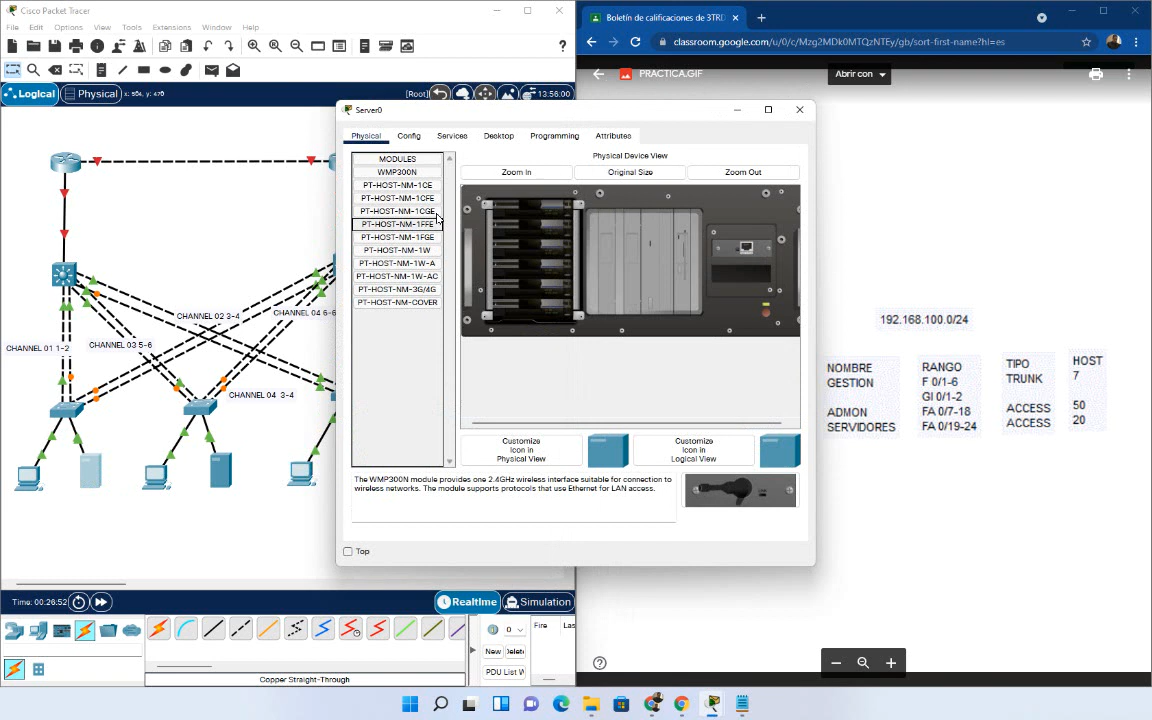 Cisco Packet Tracer
File Edit Options View Tools Extensions Window Help
?
Logical
Physical
[Root]
13:56:00
CHANNEL 02 3-4
CHANNEL 04 6-6
CHANNEL 01 1-2
CHANNEL 03 5-6
CHANNEL 04 3-4
Time: 00:26:52
Realtime
Simulation
0
Fire
New
PDU List W
Copper Straight-Through
Server0
Physical Config Services Desktop Programming Attributes
MODULES
WMP300N
PT-HOST-NM-1CE
PT-HOST-NM-1CFE
PT-HOST-NM-1CGE
PT-HOST-NM-1FFE
PT-HOST-NM-1FGE
PT-HOST-NM-1W
PT-HOST-NM-1W-A
PT-HOST-NM-1W-AC
PT-HOST-NM-3G/4G
PT-HOST-NM-COVER
Physical Device View
Zoom In Original Size Zoom Out
Customize
Icon in
Physical View
Customize
Icon in
Logical View
The WMP300N module provides one 2.4GHz wireless interface suitable for connection to
wireless networks. The module supports protocols that use Ethernet for LAN access.
Top
Boletín de calificaciones de 3TRD
classroom.google.com/u/0/c/Mzg2MDk0MTQzNTEy/gb/sort-first-name?hl=es
PRACTICA.GIF
Abrir con
192.168.100.0/24
NOMBRE RANGO TIPO HOST
GESTION F 0/1-6 TRUNK 7
GI 0/1-2
ADMON FA 0/7-18 ACCESS 50
SERVIDORES FA 0/19-24 ACCESS 20